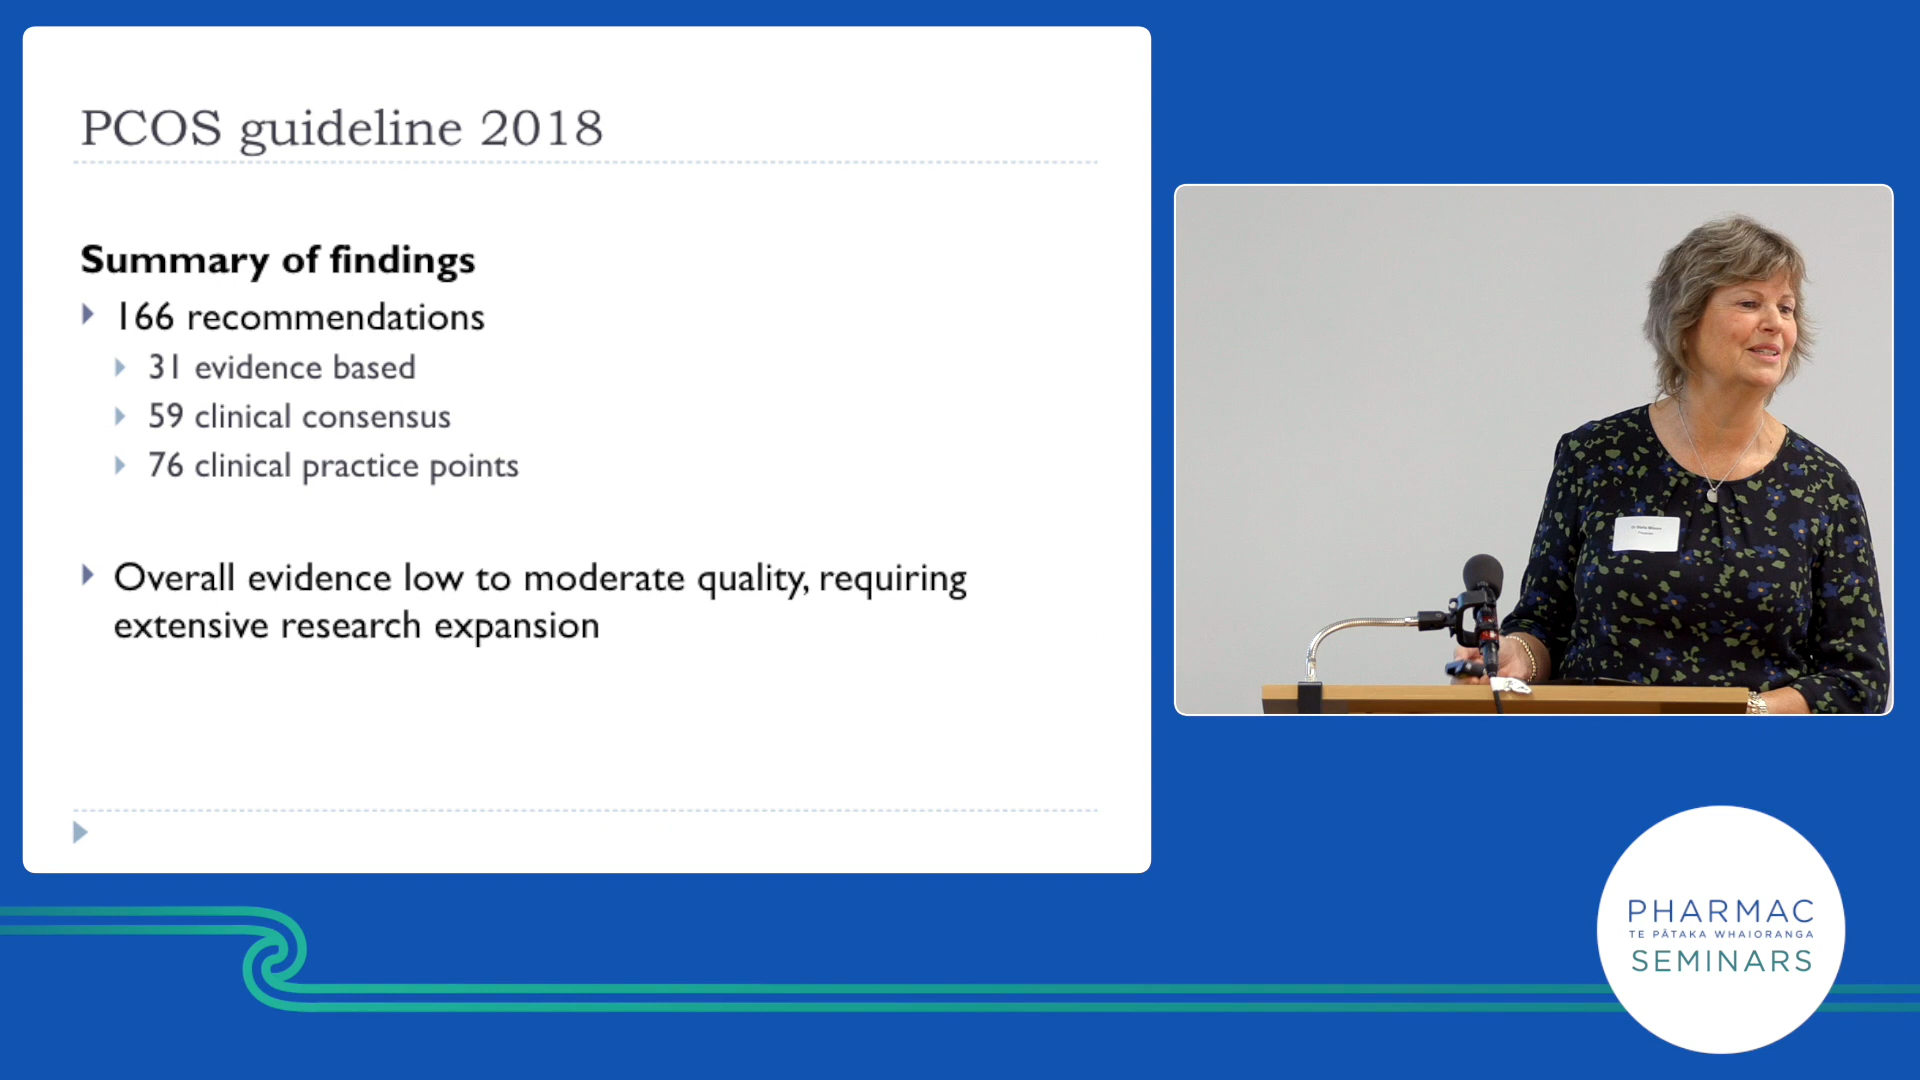 PCOS guideline 2018
Summary of findings
166 recommendations
31 evidence based
59 clinical consensus
76 clinical practice points
Overall evidence low to moderate quality, requiring
extensive research expansion
PHARMAC
TE PĀTAKA WHAIORANGA
SEMINARS